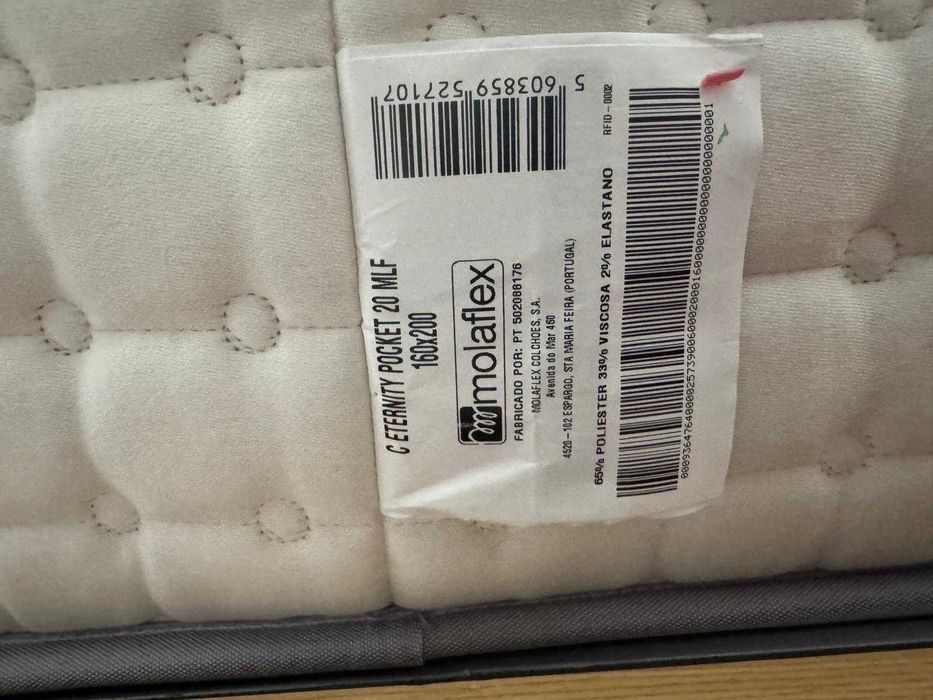 C ETERNITY POCKET 20 MLF
160x200
molaflex
FABRICADO POR: PT 502088176
MOLAFLEX COLCHOES, S.A.
Avenida do Mar 460
4520-102 ESPARGO, STA MARIA FEIRA (PORTUGAL)
65% POLIESTER 33% VISCOSA 2% ELASTANO
5 603859 527107
RFID-0002